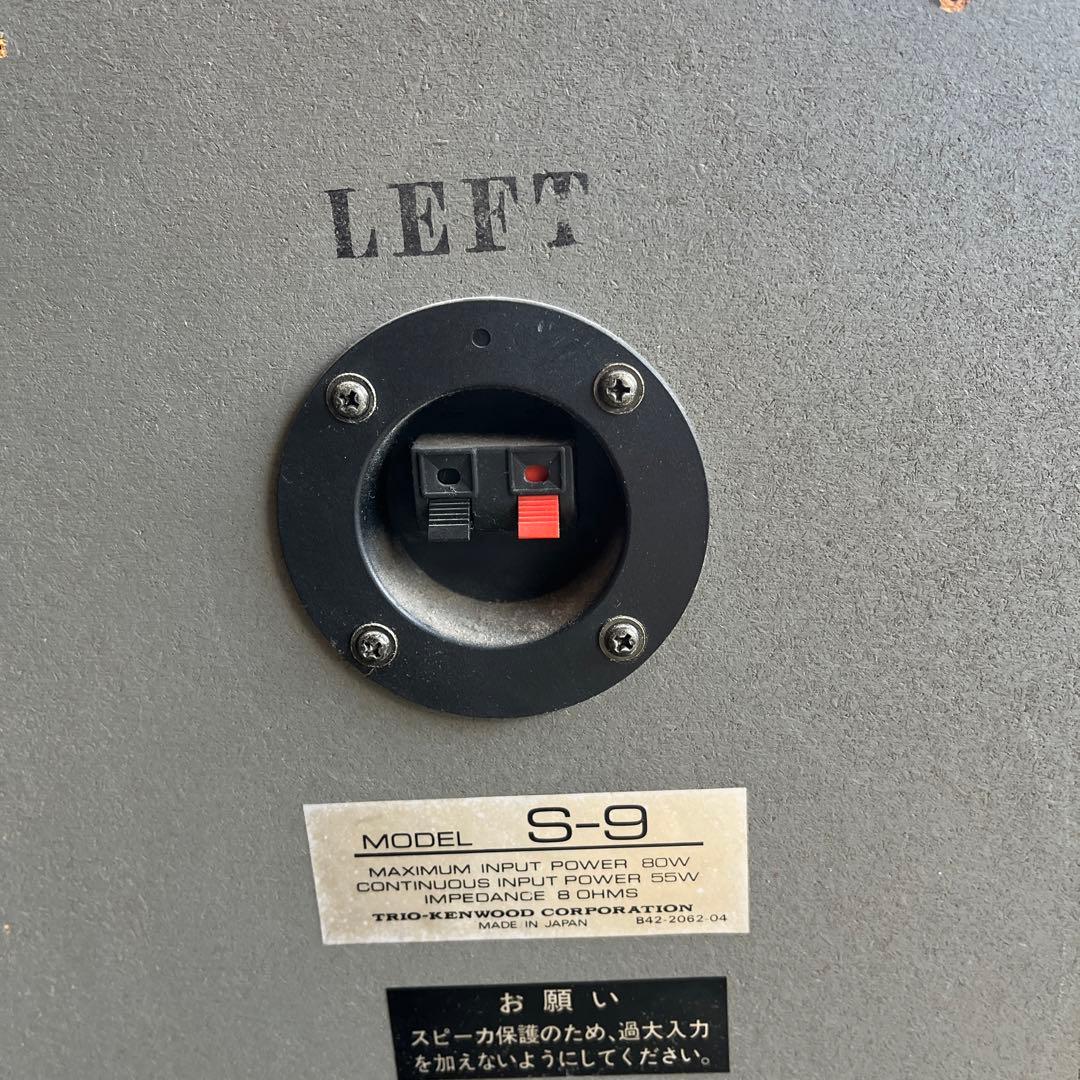 LEFT
MODEL S-9
MAXIMUM INPUT POWER 80W
CONTINUOUS INPUT POWER 55W
IMPEDANCE 8 OHMS
TRIO-KENWOOD CORPORATION
MADE IN JAPAN B42-2062-04
お願い
スピーカ保護のため、過大入力
を加えないようにしてください。